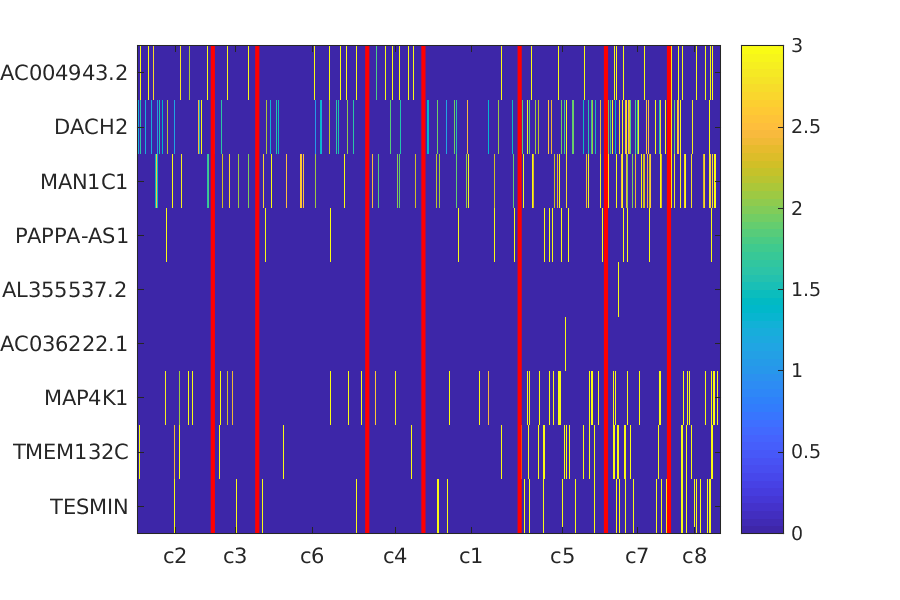 AC004943.2
DACH2
MAN1C1
PAPPA-AS1
AL355537.2
AC036222.1
MAP4K1
TMEM132C
TESMIN
c2 c3 c6 c4 c1 c5 c7 c8
3
2.5
2
1.5
1
0.5
0